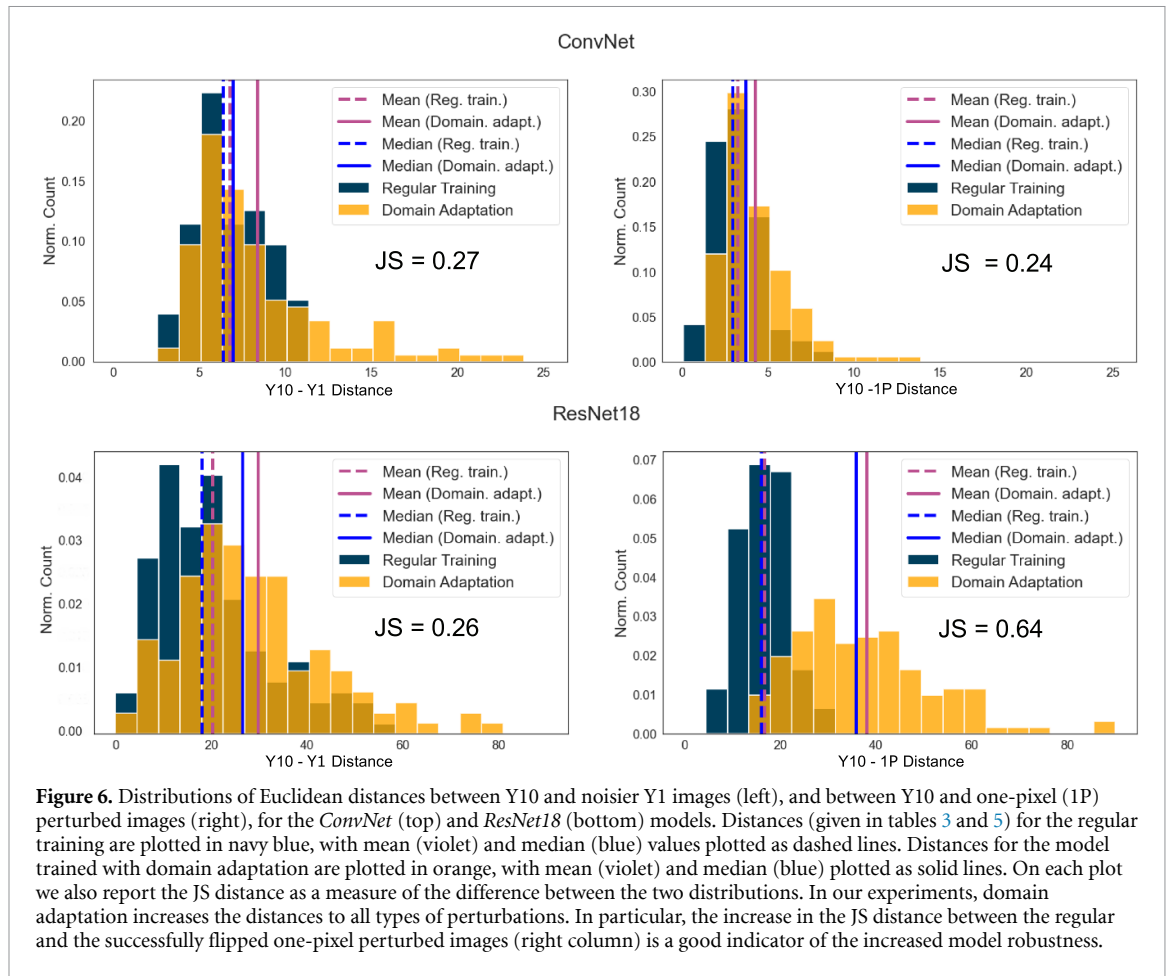 ConvNet
Mean (Reg. train.)
Mean (Domain. adapt.)
Median (Reg. train.)
Median (Domain. adapt.)
Regular Training
Domain Adaptation
JS = 0.27
Norm. Count
0.20
0.15
0.10
0.05
0.00
0 5 10 15 20 25
Y10 - Y1 Distance
Mean (Reg. train.)
Mean (Domain. adapt.)
Median (Reg. train.)
Median (Domain. adapt.)
Regular Training
Domain Adaptation
JS = 0.24
Norm. Count
0.30
0.25
0.20
0.15
0.10
0.05
0.00
0 5 10 15 20 25
Y10 -1P Distance
ResNet18
Mean (Reg. train.)
Mean (Domain. adapt.)
Median (Reg. train.)
Median (Domain. adapt.)
Regular Training
Domain Adaptation
JS = 0.26
Norm. Count
0.04
0.03
0.02
0.01
0.00
0 20 40 60 80
Y10 - Y1 Distance
Mean (Reg. train.)
Mean (Domain. adapt.)
Median (Reg. train.)
Median (Domain. adapt.)
Regular Training
Domain Adaptation
JS = 0.64
Norm. Count
0.07
0.06
0.05
0.04
0.03
0.02
0.01
0.00
0 20 40 60 80
Y10 - 1P Distance
Figure 6. Distributions of Euclidean distances between Y10 and noisier Y1 images (left), and between Y10 and one-pixel (1P)
perturbed images (right), for the ConvNet (top) and ResNet18 (bottom) models. Distances (given in tables 3 and 5) for the regular
training are plotted in navy blue, with mean (violet) and median (blue) values plotted as dashed lines. Distances for the model
trained with domain adaptation are plotted in orange, with mean (violet) and median (blue) plotted as solid lines. On each plot
we also report the JS distance as a measure of the difference between the two distributions. In our experiments, domain
adaptation increases the distances to all types of perturbations. In particular, the increase in the JS distance between the regular
and the successfully flipped one-pixel perturbed images (right column) is a good indicator of the increased model robustness.